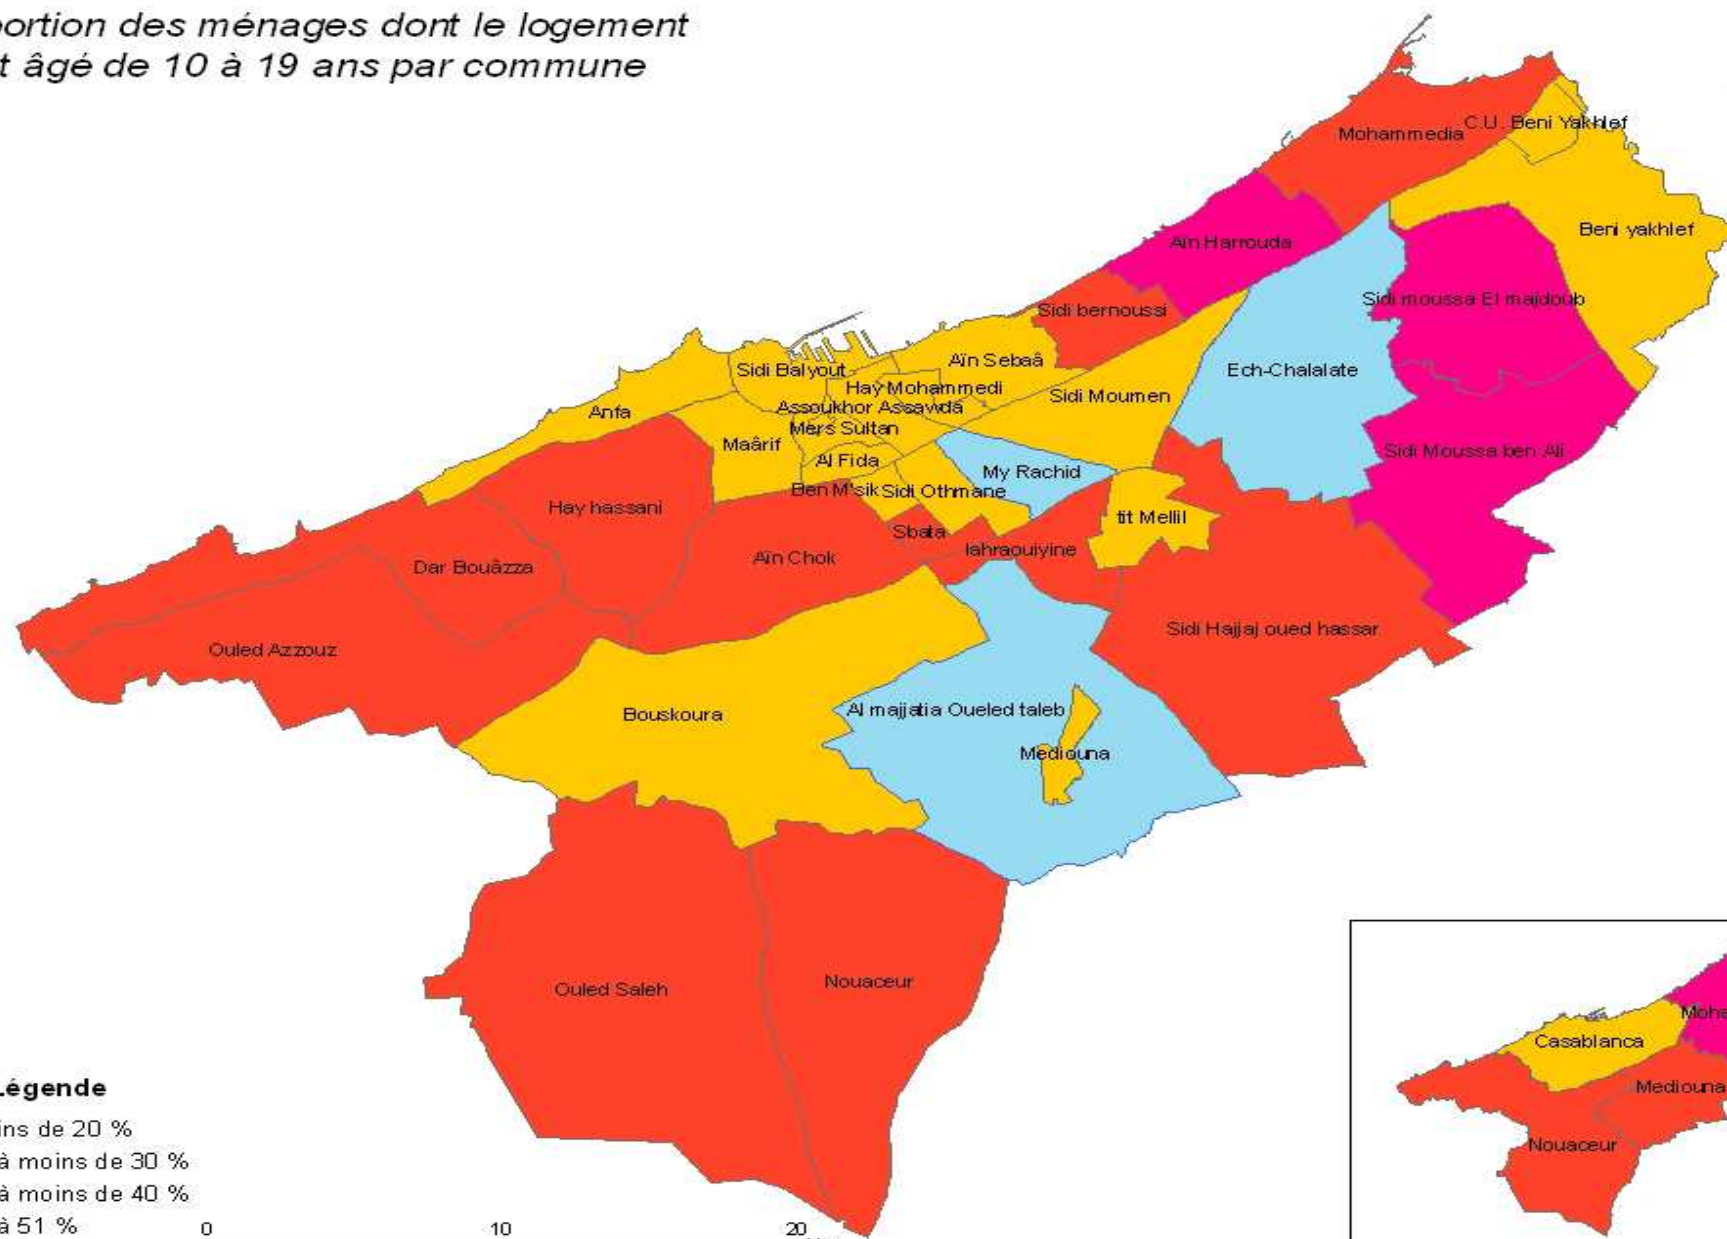 ortion des ménages dont le logement
t âgé de 10 à 19 ans par commune
Mohammedia
C.U. Beni Yakhlef
Beni yakhlef
Aïn Harrouda
Sidi moussa El majdoub
Sidi bernoussi
Ech-Chalalate
Aïn Sebaâ
Sidi Balyout
Hay Mohammedi
Sidi Moumen
Anfa
Assoukhor Assawda
Mers Sultan
Maârif
Sidi Moussa ben Ali
Al Fida
My Rachid
Ben M'sik
Sidi Othmane
Hay hassani
tit Mellil
Sbata
lahraouiyine
Aïn Chok
Dar Bouâzza
Sidi Hajjaj oued hassar
Ouled Azzouz
Al majjatia Oueled taleb
Bouskoura
Mediouna
Nouaceur
Ouled Saleh
Moha
Casablanca
Mediouna
Nouaceur
Légende
ins de 20 %
à moins de 30 %
à moins de 40 %
à 51 %
0 10 20